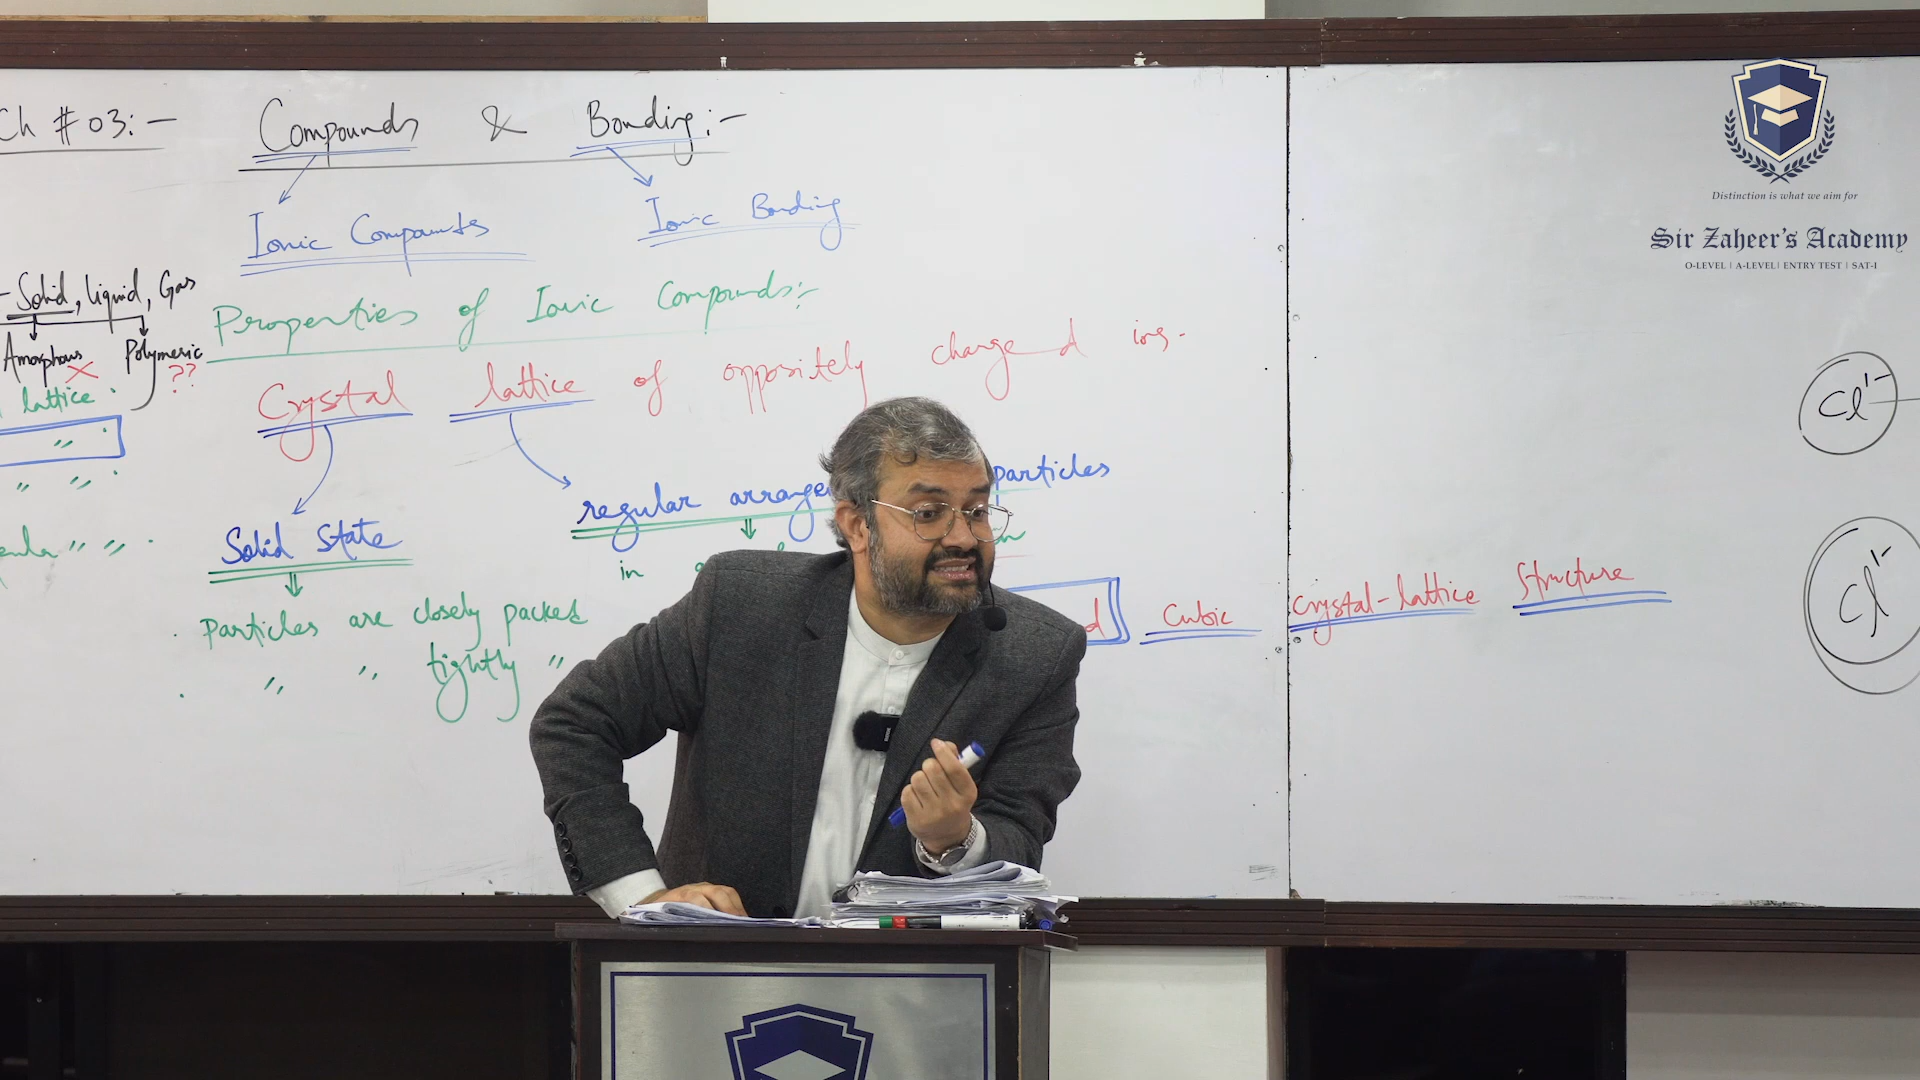 Ch # 03:-
Compounds & Bonding:-
Ionic Compounds
Ionic Bonding
Solid, liquid, Gas
Amorphous
Polymeric
??
lattice
Properties of Ionic Compounds:-
Crystal lattice of oppositely charged ions.
regular arrange
particles
Solid State
in
Particles are closely packed
" " tightly "
Cubic crystal-lattice structure
Cl1-
Cl1-
Distinction is what we aim for
Sir Zaheer's Academy
O-LEVEL | A-LEVEL | ENTRY TEST | SAT-I